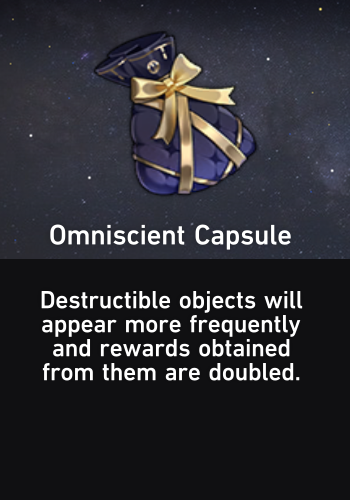 Omniscient Capsule
Destructible objects will
appear more frequently
and rewards obtained
from them are doubled.